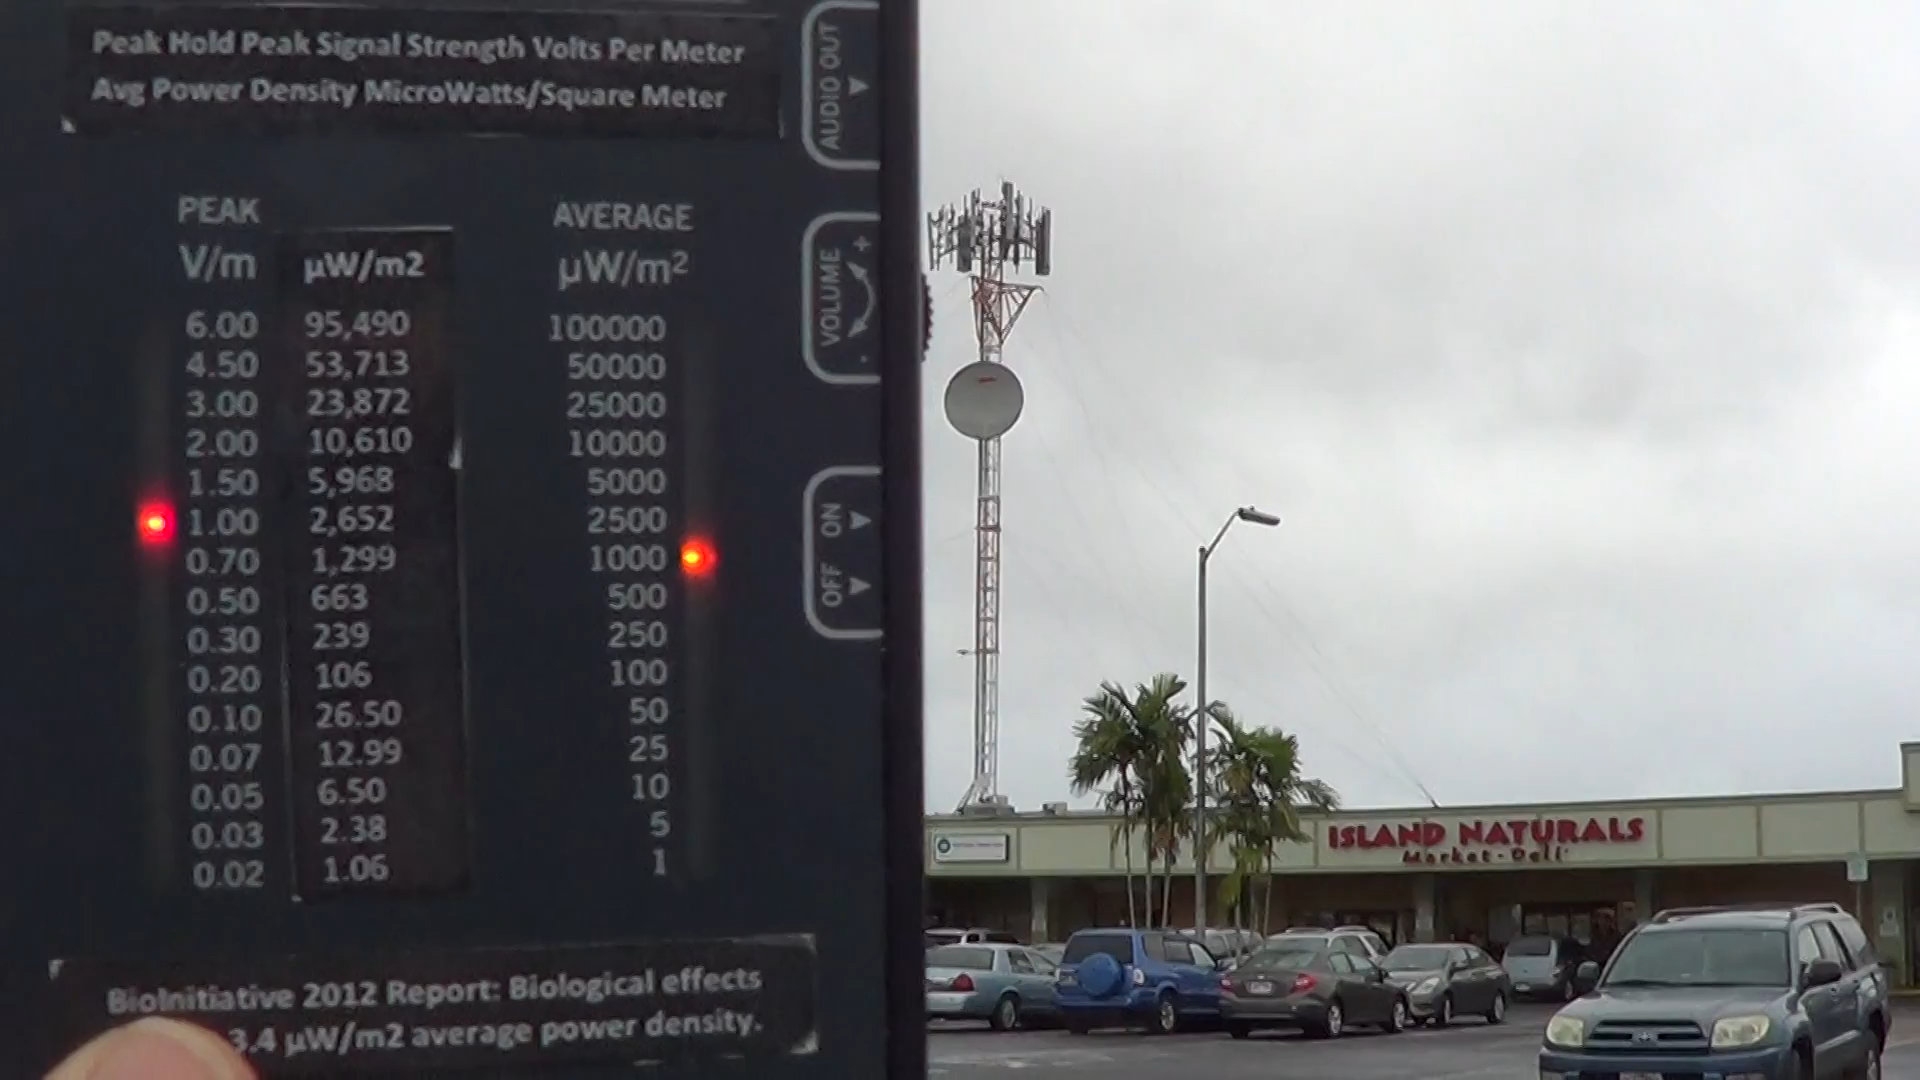 Peak Hold Peak Signal Strength Volts Per Meter
Avg Power Density MicroWatts/Square Meter
AUDIO OUT
PEAK AVERAGE
V/m µW/m2 µW/m²
6.00 95,490 100000
4.50 53,713 50000
3.00 23,872 25000
2.00 10,610 10000
1.50 5,968 5000
1.00 2,652 2500
0.70 1,299 1000
0.50 663 500
0.30 239 250
0.20 106 100
0.10 26.50 50
0.07 12.99 25
0.05 6.50 10
0.03 2.38 5
0.02 1.06 1
VOLUME
- +
OFF ON
BioInitiative 2012 Report: Biological effects
3.4 µW/m2 average power density.
ISLAND NATURALS
Market - Deli